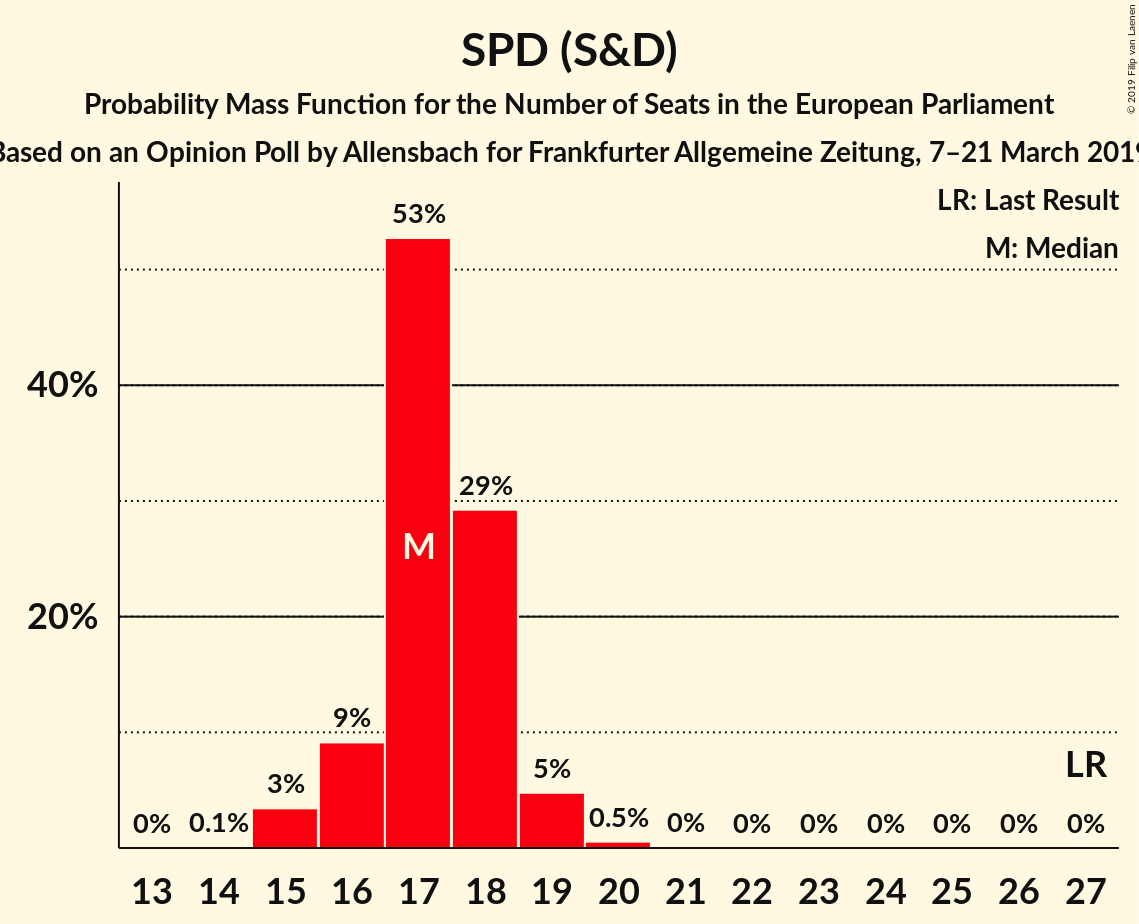 SPD (S&D)
Probability Mass Function for the Number of Seats in the European Parliament
Based on an Opinion Poll by Allensbach for Frankfurter Allgemeine Zeitung, 7–21 March 2019
© 2019 Filip van Laenen
LR: Last Result
M: Median
53%
40%
29%
M
20%
9%
LR
3%
5%
0% 0.1% 0.5% 0% 0% 0% 0% 0% 0% 0%
13 14 15 16 17 18 19 20 21 22 23 24 25 26 27